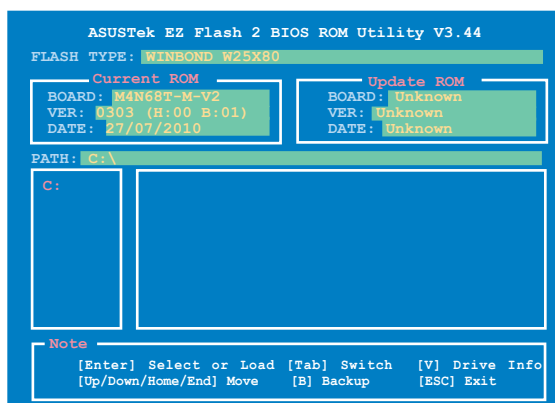 ASUSTek EZ Flash 2 BIOS ROM Utility V3.44
FLASH TYPE: WINBOND W25X80
Current ROM
BOARD: M4N68T-M-V2
VER: 0303 (H:00 B:01)
DATE: 27/07/2010
Update ROM
BOARD: Unknown
VER: Unknown
DATE: Unknown
PATH: C:\
C:
Note
[Enter] Select or Load [Tab] Switch [V] Drive Info
[Up/Down/Home/End] Move [B] Backup [ESC] Exit